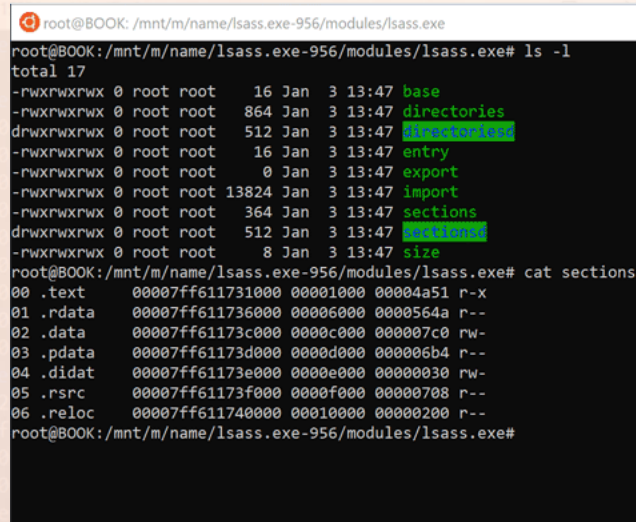 root@BOOK: /mnt/m/name/lsass.exe-956/modules/lsass.exe
root@BOOK:/mnt/m/name/lsass.exe-956/modules/lsass.exe# ls -l
total 17
-rwxrwxrwx 0 root root    16 Jan  3 13:47 base
-rwxrwxrwx 0 root root   864 Jan  3 13:47 directories
drwxrwxrwx 0 root root   512 Jan  3 13:47 directoriesd
-rwxrwxrwx 0 root root    16 Jan  3 13:47 entry
-rwxrwxrwx 0 root root     0 Jan  3 13:47 export
-rwxrwxrwx 0 root root 13824 Jan  3 13:47 import
-rwxrwxrwx 0 root root   364 Jan  3 13:47 sections
drwxrwxrwx 0 root root   512 Jan  3 13:47 sectionsd
-rwxrwxrwx 0 root root     8 Jan  3 13:47 size
root@BOOK:/mnt/m/name/lsass.exe-956/modules/lsass.exe# cat sections
00 .text    00007ff611731000 00001000 00004a51 r-x
01 .rdata   00007ff611736000 00006000 0000564a r--
02 .data    00007ff61173c000 0000c000 000007c0 rw-
03 .pdata   00007ff61173d000 0000d000 000006b4 r--
04 .didat   00007ff61173e000 0000e000 00000030 rw-
05 .rsrc    00007ff61173f000 0000f000 00000708 r--
06 .reloc   00007ff611740000 00010000 00000200 r--
root@BOOK:/mnt/m/name/lsass.exe-956/modules/lsass.exe#